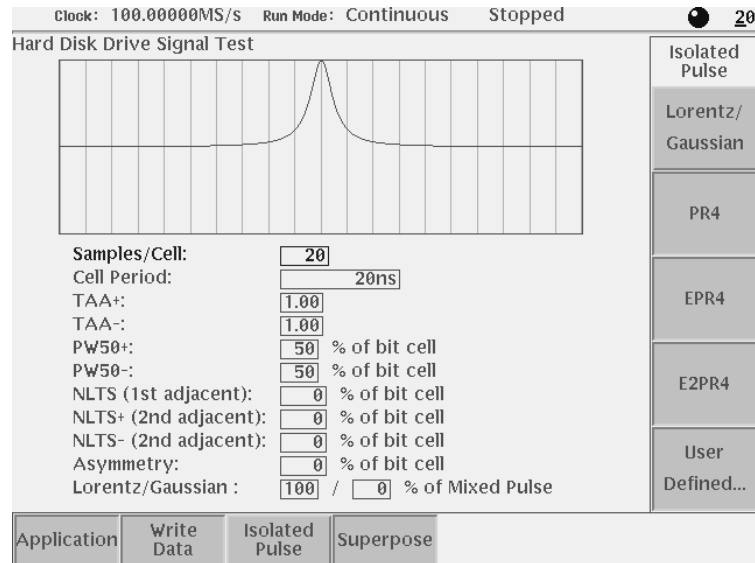 Clock: 100.00000MS/s Run Mode: Continuous Stopped 20
Hard Disk Drive Signal Test
Isolated
Pulse
Lorentz/
Gaussian
PR4
EPR4
E2PR4
User
Defined...
Samples/Cell: 20
Cell Period: 20ns
TAA+: 1.00
TAA-: 1.00
PW50+: 50 % of bit cell
PW50-: 50 % of bit cell
NLTS (1st adjacent): 0 % of bit cell
NLTS+ (2nd adjacent): 0 % of bit cell
NLTS- (2nd adjacent): 0 % of bit cell
Asymmetry: 0 % of bit cell
Lorentz/Gaussian : 100 / 0 % of Mixed Pulse
Application
Write
Data
Isolated
Pulse
Superpose